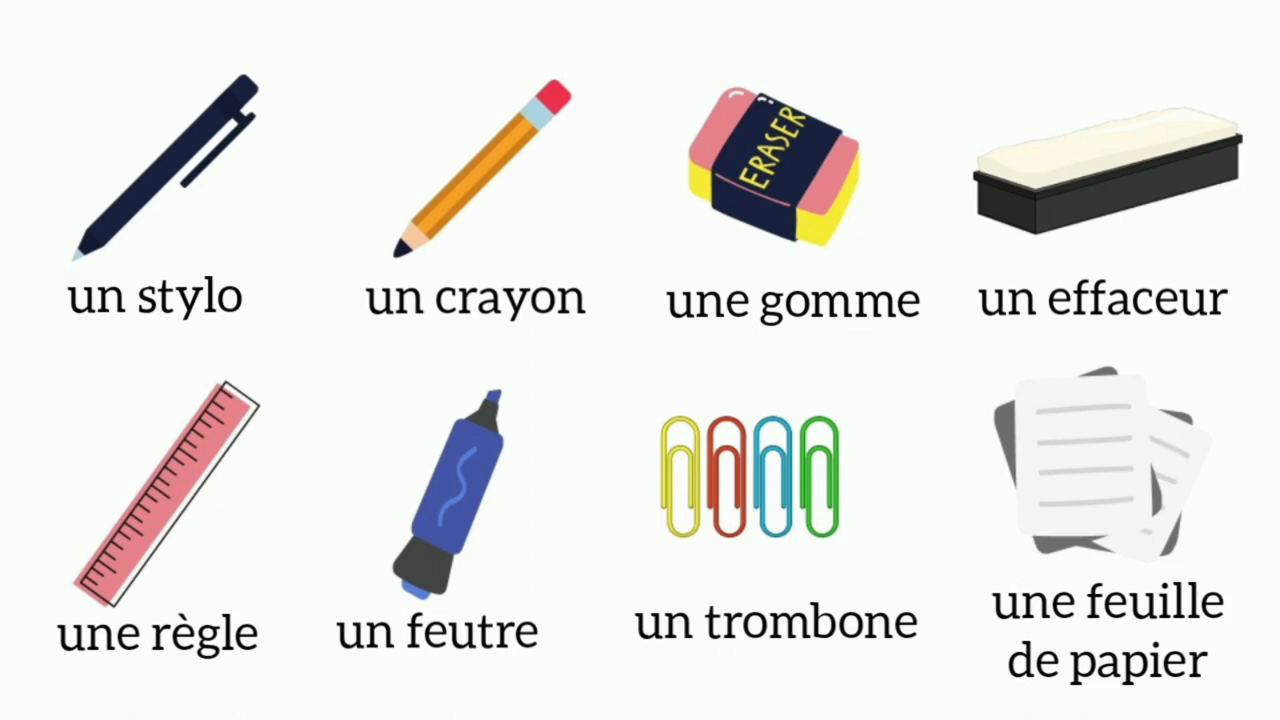 ERASER
un stylo
un crayon
une gomme
un effaceur
une règle
un feutre
un trombone
une feuille
de papier